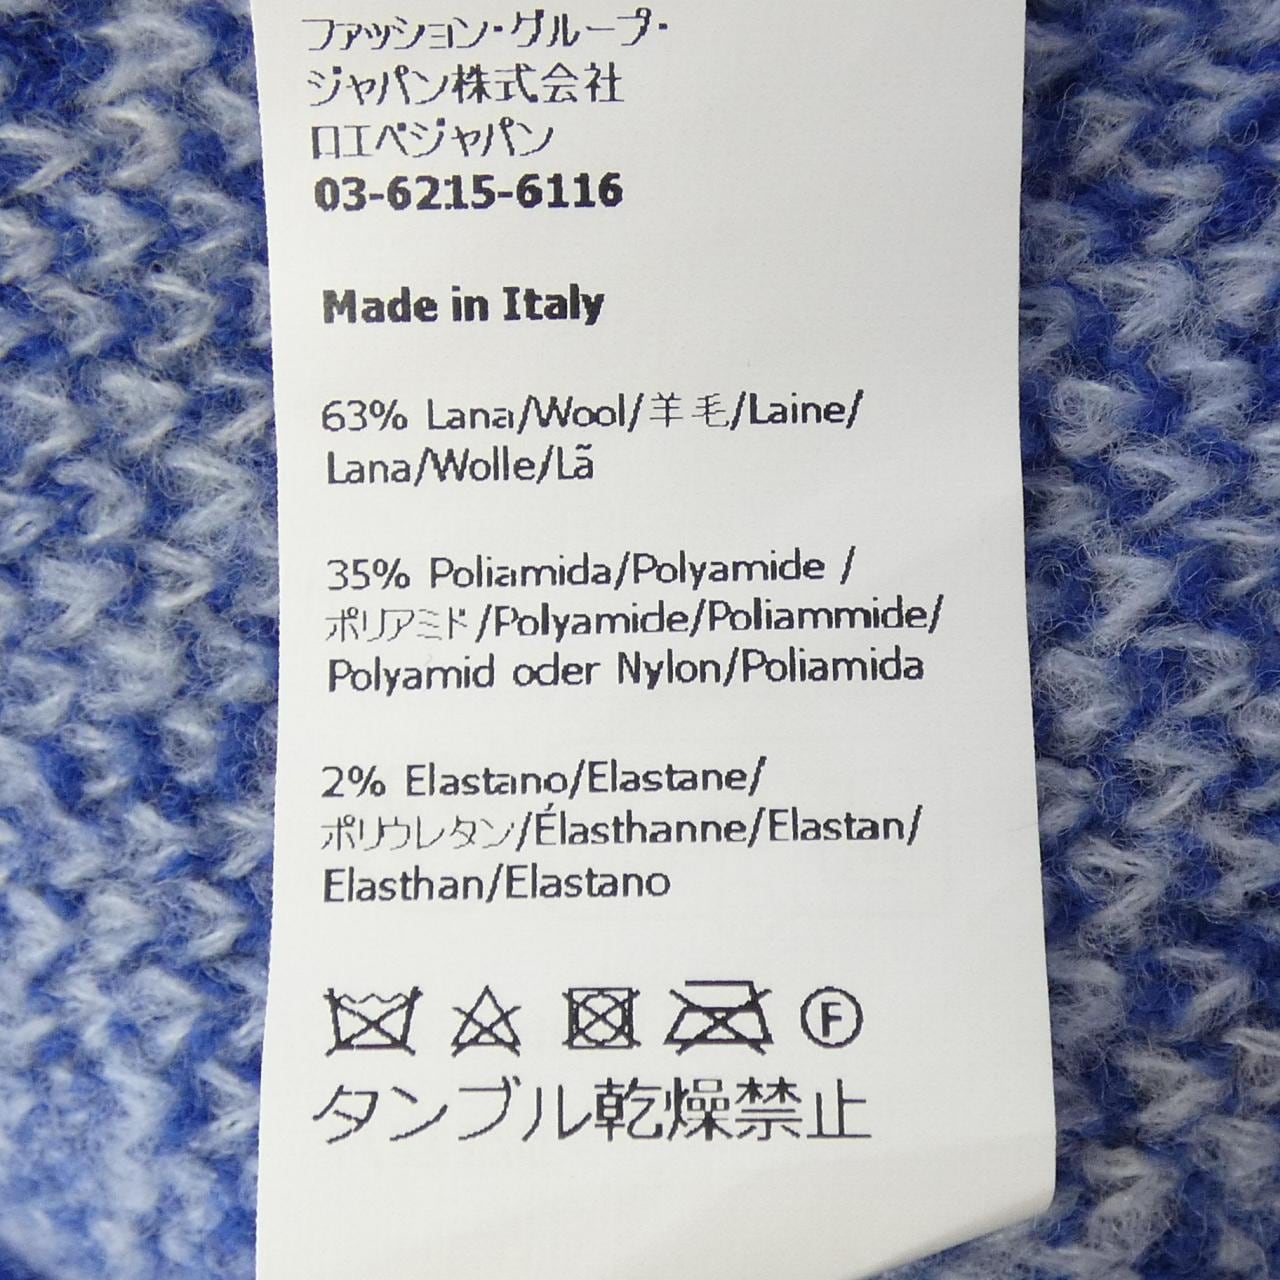 ファッション・グループ・
ジャパン株式会社
ロエベジャパン
03-6215-6116
Made in Italy
63% Lana/Wool/羊毛/Laine/
Lana/Wolle/Lã
35% Poliamida/Polyamide /
ポリアミド/Polyamide/Poliammide/
Polyamid oder Nylon/Poliamida
2% Elastano/Elastane/
ポリウレタン/Élasthanne/Elastan/
Elasthan/Elastano
F
タンブル乾燥禁止